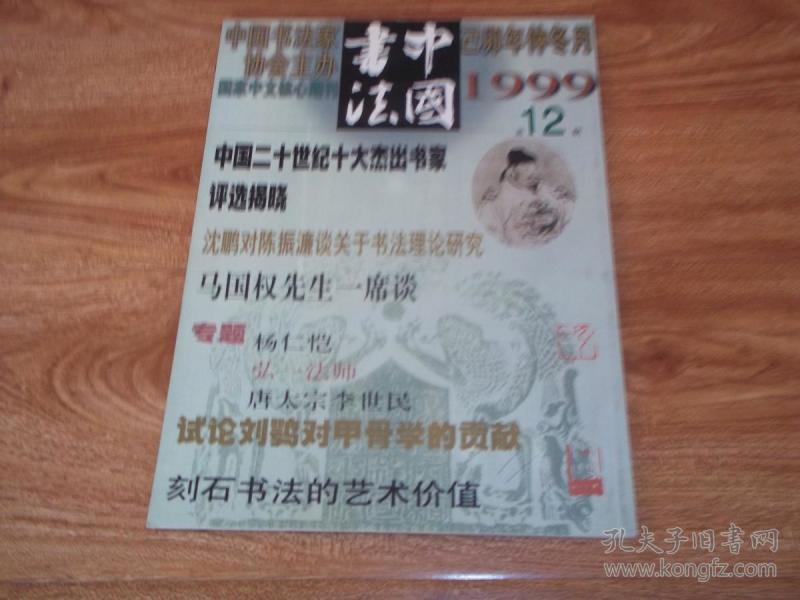 中国书法家
协会主办
国家中文核心期刊
中國
書法
己卯年仲冬月
1999
12
中国二十世纪十大杰出书家
评选揭晓
沈鹏对陈振濂谈关于书法理论研究
马国权先生一席谈
专题
杨仁恺
弘一法师
唐太宗李世民
试论刘鹗对甲骨学的贡献
刻石书法的艺术价值
孔夫子旧书网
www.kongfz.com